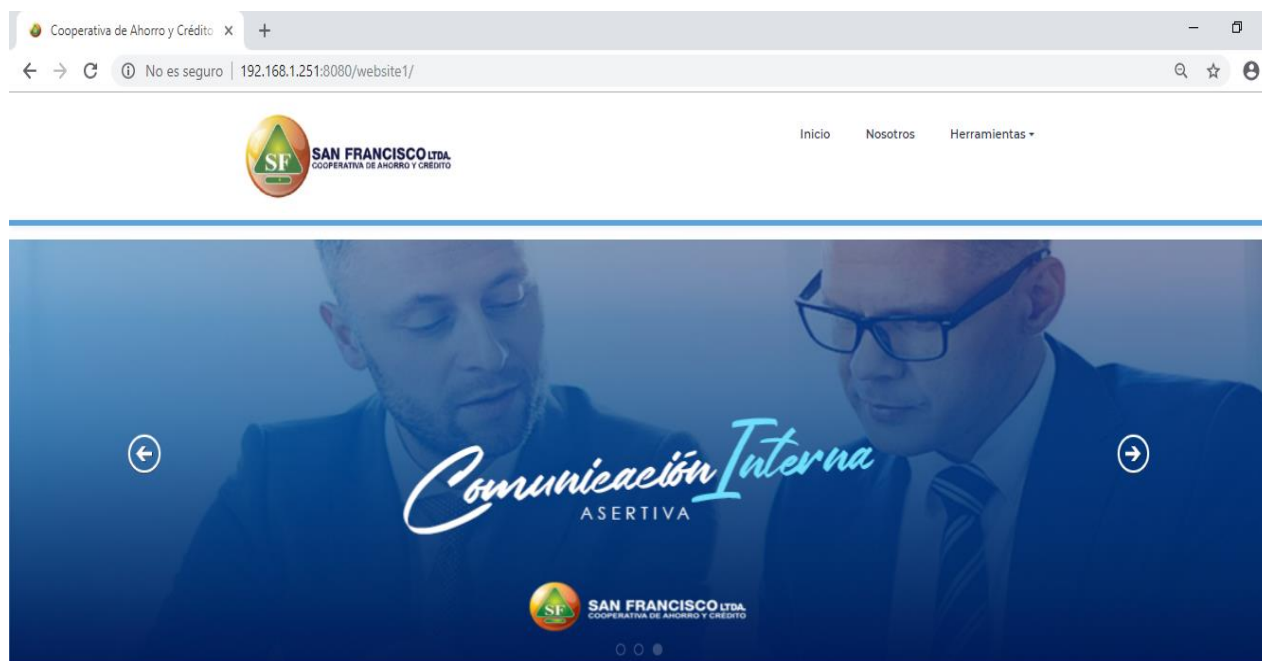 Cooperativa de Ahorro y Crédito
No es seguro | 192.168.1.251:8080/website1/
SF
SAN FRANCISCO LTDA.
COOPERATIVA DE AHORRO Y CRÉDITO
Inicio Nosotros Herramientas
Comunicación Interna
ASERTIVA
SF
SAN FRANCISCO LTDA.
COOPERATIVA DE AHORRO Y CRÉDITO